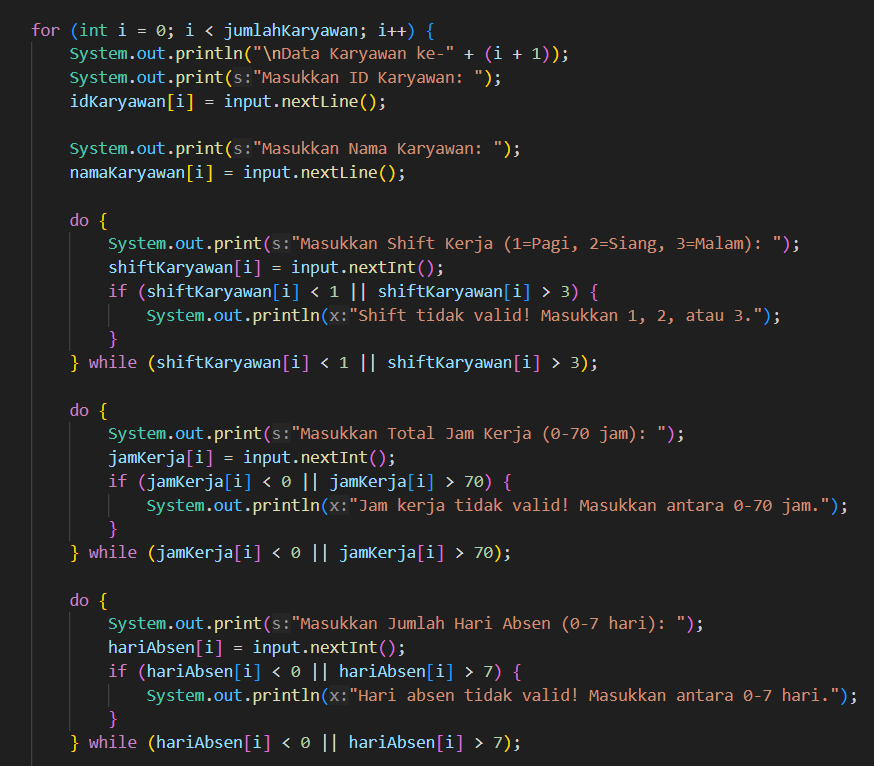 for (int i = 0; i < jumlahKaryawan; i++) {
    System.out.println("\nData Karyawan ke-" + (i + 1));
    System.out.print(s:"Masukkan ID Karyawan: ");
    idKaryawan[i] = input.nextLine();

    System.out.print(s:"Masukkan Nama Karyawan: ");
    namaKaryawan[i] = input.nextLine();

    do {
        System.out.print(s:"Masukkan Shift Kerja (1=Pagi, 2=Siang, 3=Malam): ");
        shiftKaryawan[i] = input.nextInt();
        if (shiftKaryawan[i] < 1 || shiftKaryawan[i] > 3) {
            System.out.println(x:"Shift tidak valid! Masukkan 1, 2, atau 3.");
        }
    } while (shiftKaryawan[i] < 1 || shiftKaryawan[i] > 3);

    do {
        System.out.print(s:"Masukkan Total Jam Kerja (0-70 jam): ");
        jamKerja[i] = input.nextInt();
        if (jamKerja[i] < 0 || jamKerja[i] > 70) {
            System.out.println(x:"Jam kerja tidak valid! Masukkan antara 0-70 jam.");
        }
    } while (jamKerja[i] < 0 || jamKerja[i] > 70);

    do {
        System.out.print(s:"Masukkan Jumlah Hari Absen (0-7 hari): ");
        hariAbsen[i] = input.nextInt();
        if (hariAbsen[i] < 0 || hariAbsen[i] > 7) {
            System.out.println(x:"Hari absen tidak valid! Masukkan antara 0-7 hari.");
        }
    } while (hariAbsen[i] < 0 || hariAbsen[i] > 7);